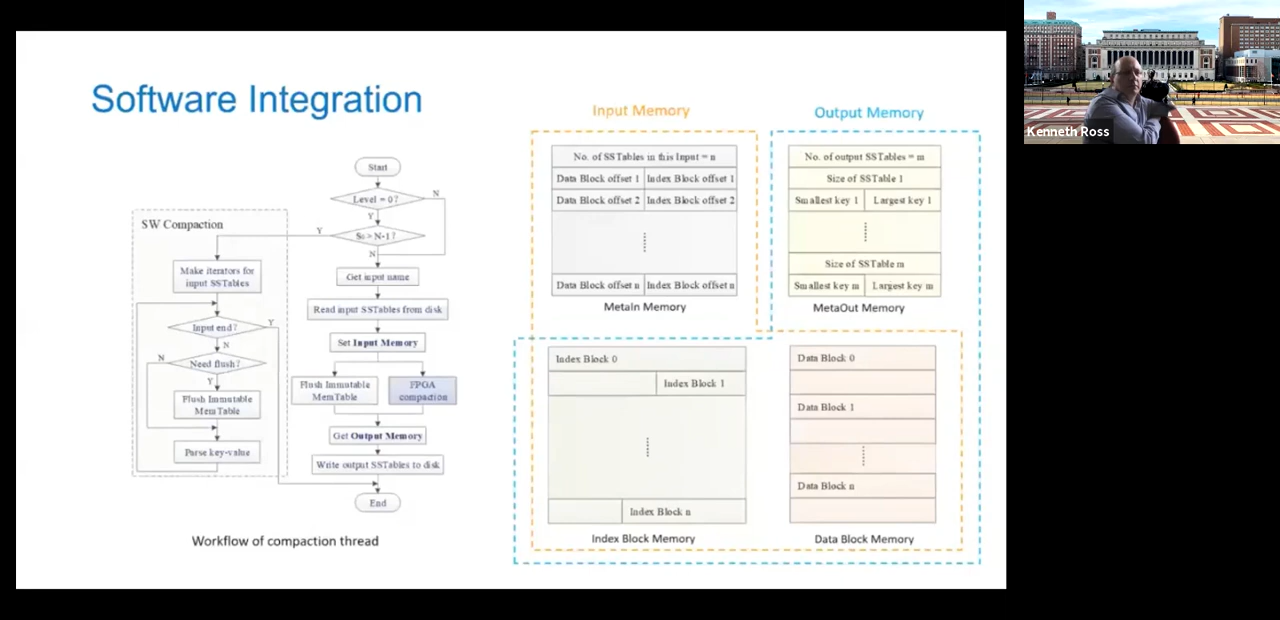 Software Integration
Start
Level = 0?
N
Y
N-1?
Y
N
Get input name
Read input SSTables from disk
Set Input Memory
Flush Immutable
MemTable
FPGA
compaction
Get Output Memory
Write output SSTables to disk
End
SW Compaction
Make iterators for
input SSTables
Input end?
Y
N
Need flush?
N
Y
Flush Immutable
MemTable
Parse key-value
Workflow of compaction thread
Input Memory
No. of SSTables in this Input = n
Data Block offset 1 Index Block offset 1
Data Block offset 2 Index Block offset 2
Data Block offset n Index Block offset n
MetaIn Memory
Output Memory
No. of output SSTables = m
Size of SSTable 1
Smallest key 1 Largest key 1
Size of SSTable m
Smallest key m Largest key m
MetaOut Memory
Index Block 0
Index Block 1
Index Block n
Index Block Memory
Data Block 0
Data Block 1
Data Block n
Data Block Memory
Kenneth Ross